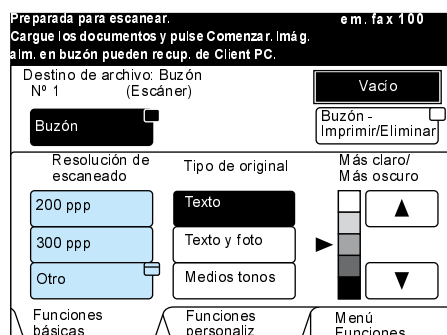 Preparada para escanear. em. fax 100
Cargue los documentos y pulse Comenzar. Imág.
alm. en buzón pueden recup. de Client PC.
Destino de archivo: Buzón
Nº 1 (Escáner)
Vacío
Buzón
Buzón -
Imprimir/Eliminar
Resolución de
escaneado
Tipo de original
Más claro/
Más oscuro
200 ppp
Texto
300 ppp
Texto y foto
Otro
Medios tonos
Funciones
básicas
Funciones
personaliz
Menú
Funciones